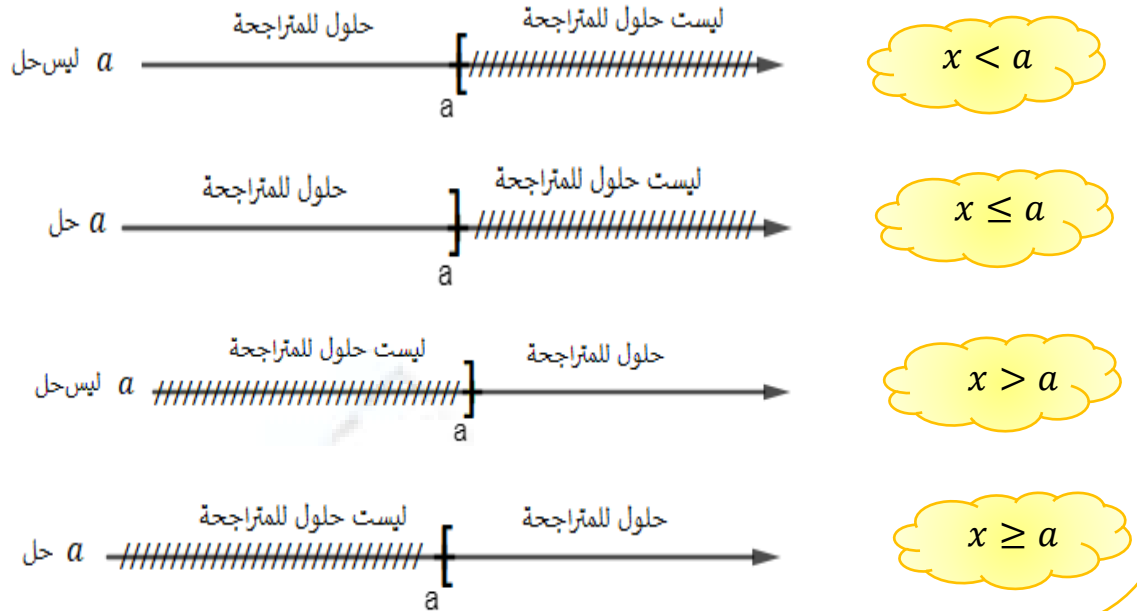 حلول للمتراجحة ليست حلول للمتراجحة
a ليس حل
x < a
a
حلول للمتراجحة ليست حلول للمتراجحة
a حل
x ≤ a
a
ليست حلول للمتراجحة حلول للمتراجحة
a ليس حل
x > a
a
ليست حلول للمتراجحة حلول للمتراجحة
a حل
x ≥ a
a